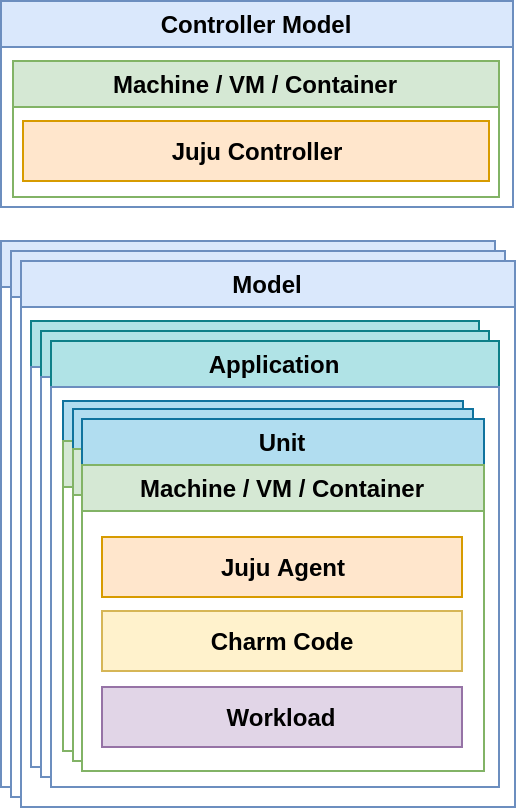 Controller Model
Machine / VM / Container
Juju Controller
Model
Application
Unit
Machine / VM / Container
Juju Agent
Charm Code
Workload